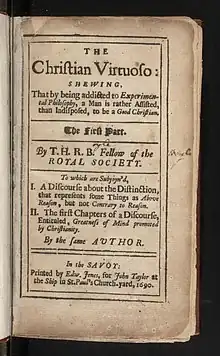 THE
Christian Virtuoso:
SHEWING,
That by being addicted to Experimen-
tal Philosophy, a Man is rather Assisted,
than Indisposed, to be a Good Christian.
The First Part.
By T. H. R. B. Fellow of the
ROYAL SOCIETY.
To which are Subjoyn'd,
I. A Discourse about the Distinction,
that represents some Things as Above
Reason, but not Contrary to Reason.
II. The first Chapters of a Discourse,
Entituled, Greatness of Mind promoted
by Christianity.
By the same AUTHOR.
In the SAVOY:
Printed by Edw. Jones, for John Taylor at
the Ship in St. Paul's Church-yard, 1690.